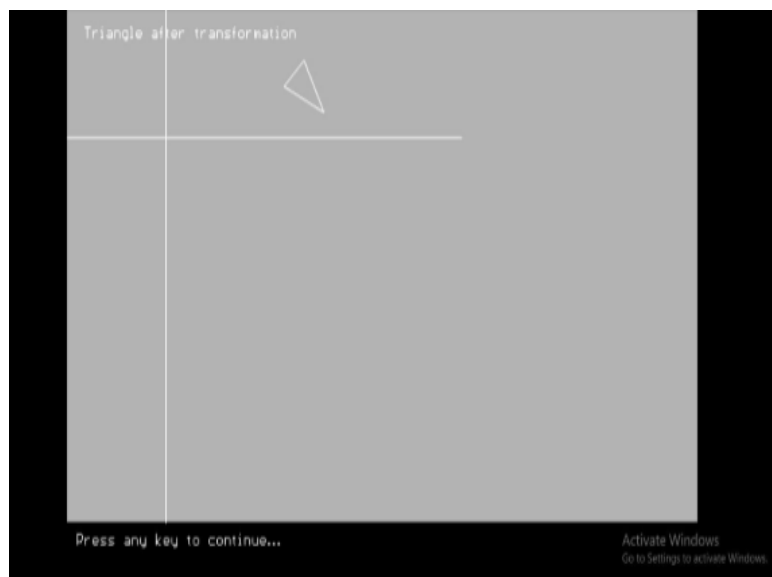 Triangle after transformation
Press any key to continue...
Activate Windows
Go to Settings to activate Windows.